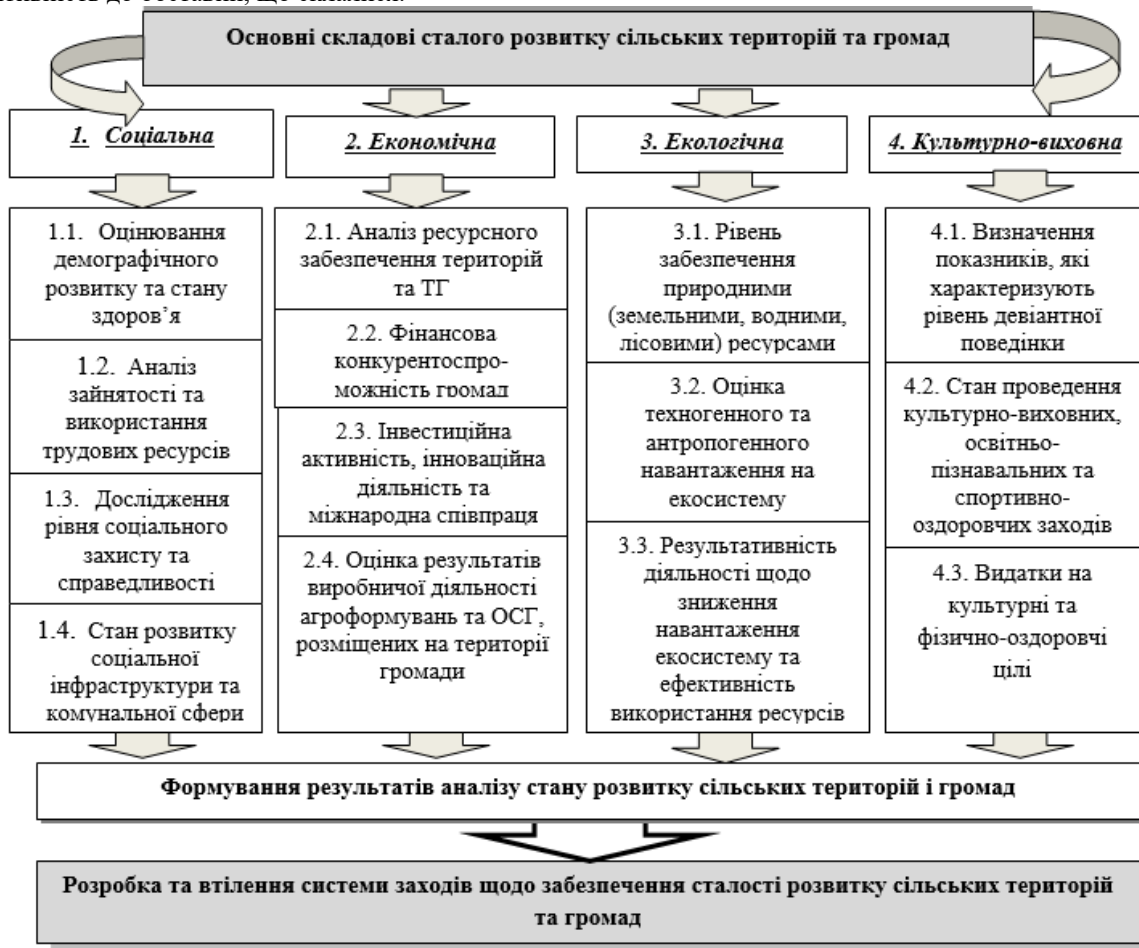 Основні складові сталого розвитку сільських територій та громад
1. Соціальна
2. Економічна
3. Екологічна
4. Культурно-виховна
1.1. Оцінювання
демографічного
розвитку та стану
здоров’я
1.2. Аналіз
зайнятості та
використання
трудових ресурсів
1.3. Дослідження
рівня соціального
захисту та
справедливості
1.4. Стан розвитку
соціальної
інфраструктури та
комунальної сфери
2.1. Аналіз ресурсного
забезпечення територій
та ТГ
2.2. Фінансова
конкурентоспро-
можність громад
2.3. Інвестиційна
активність, інноваційна
діяльність та
міжнародна співпраця
2.4. Оцінка результатів
виробничої діяльності
агроформувань та ОСГ,
розміщених на території
громади
3.1. Рівень
забезпечення
природними
(земельними, водними,
лісовими) ресурсами
3.2. Оцінка
техногенного та
антропогенного
навантаження на
екосистему
3.3. Результативність
діяльності щодо
зниження
навантаження
екосистему та
ефективність
використання ресурсів
4.1. Визначення
показників, які
характеризують
рівень девіантної
поведінки
4.2. Стан проведення
культурно-виховних,
освітньо-
пізнавальних та
спортивно-
оздоровчих заходів
4.3. Видатки на
культурні та
фізично-оздоровчі
цілі
Формування результатів аналізу стану розвитку сільських територій і громад
Розробка та втілення системи заходів щодо забезпечення сталості розвитку сільських територій
та громад